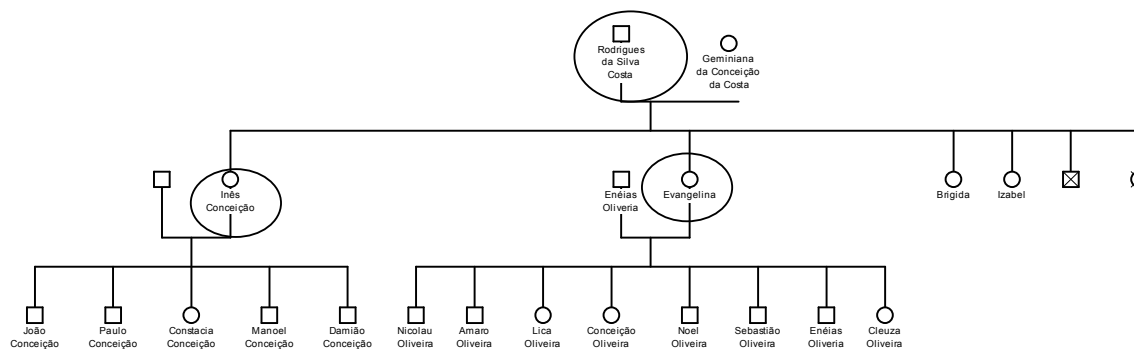 Rodrigues
da Silva
Costa
Geminiana
da Conceição
da Costa
Inês
Conceição
Enéias
Oliveria
Evangelina
Brigida
Izabel
João
Conceição
Paulo
Conceição
Constacia
Conceição
Manoel
Conceição
Damião
Conceição
Nicolau
Oliveira
Amaro
Oliveira
Lica
Oliveira
Conceição
Oliveira
Noel
Oliveira
Sebastião
Oliveira
Enéias
Oliveria
Cleuza
Oliveira